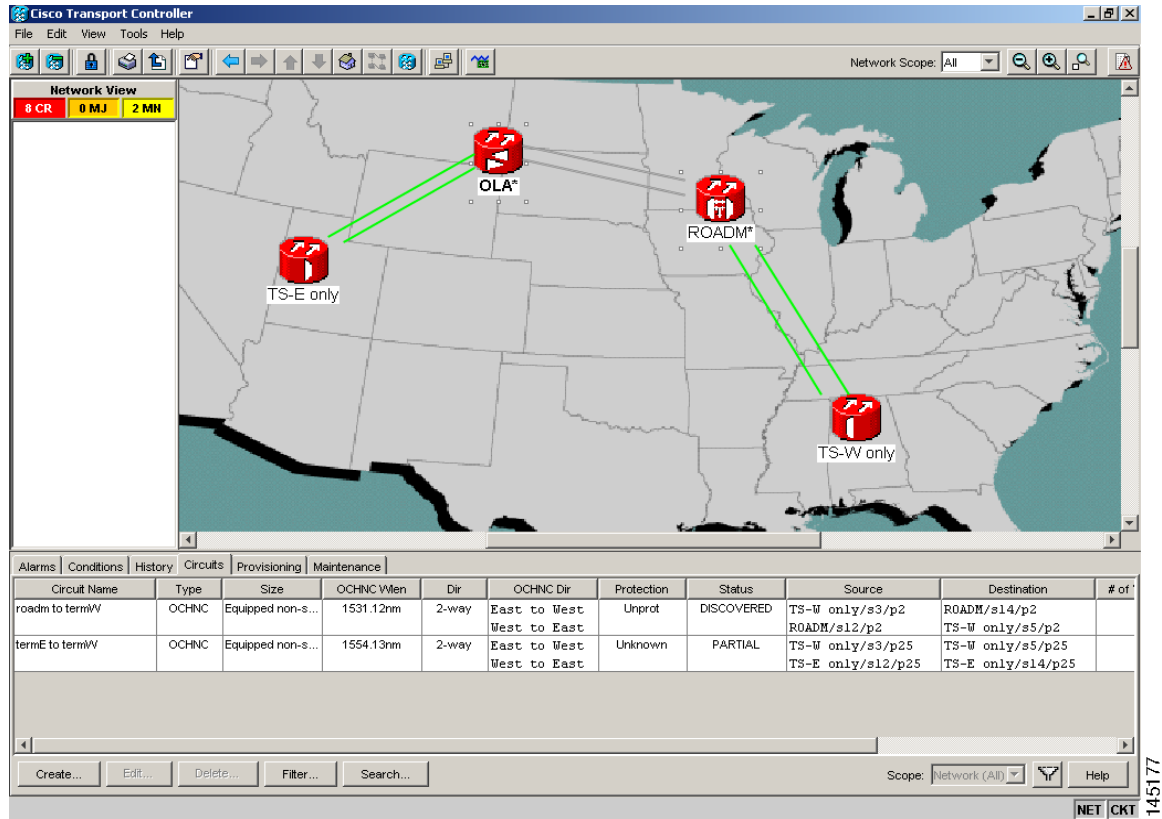 Cisco Transport Controller
File Edit View Tools Help
Network Scope: All
Network View
8 CR 0 MJ 2 MN
OLA*
ROADM*
TS-E only
TS-W only
Alarms Conditions History Circuits Provisioning Maintenance
Circuit Name Type Size OCHNC Wlen Dir OCHNC Dir Protection Status Source Destination # of
roadm to termW OCHNC Equipped non-s... 1531.12nm 2-way East to West Unprot DISCOVERED TS-W only/s3/p2 ROADM/s14/p2
West to East ROADM/s12/p2 TS-W only/s5/p2
termE to termW OCHNC Equipped non-s... 1554.13nm 2-way East to West Unknown PARTIAL TS-W only/s3/p25 TS-W only/s5/p25
West to East TS-E only/s12/p25 TS-E only/s14/p25
Create... Edit... Delete... Filter... Search... Scope: Network (All) Help
NET CKT
145177